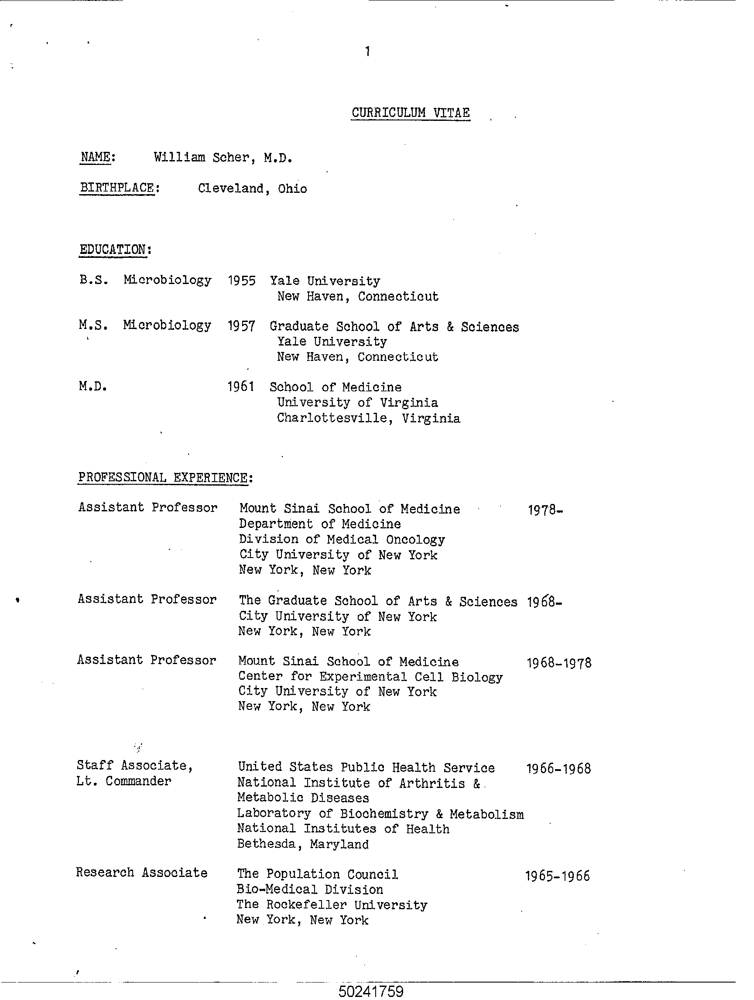 1
CURRICULUM VITAE
NAME: William Scher, M.D.
BIRTHPLACE: Cleveland, Ohio
EDUCATION:
B.S. Microbiology 1955 Yale University
New Haven, Connecticut
M.S. Microbiology 1957 Graduate School of Arts & Sciences
Yale University
New Haven, Connecticut
M.D. 1961 School of Medicine
University of Virginia
Charlottesville, Virginia
PROFESSIONAL EXPERIENCE:
Assistant Professor Mount Sinai School of Medicine 1978-
Department of Medicine
Division of Medical Oncology
City University of New York
New York, New York
Assistant Professor The Graduate School of Arts & Sciences 1968-
City University of New York
New York, New York
Assistant Professor Mount Sinai School of Medicine 1968-1978
Center for Experimental Cell Biology
City University of New York
New York, New York
Staff Associate, United States Public Health Service 1966-1968
Lt. Commander National Institute of Arthritis &
Metabolic Diseases
Laboratory of Biochemistry & Metabolism
National Institutes of Health
Bethesda, Maryland
Research Associate The Population Council 1965-1966
Bio-Medical Division
The Rockefeller University
New York, New York
50241759